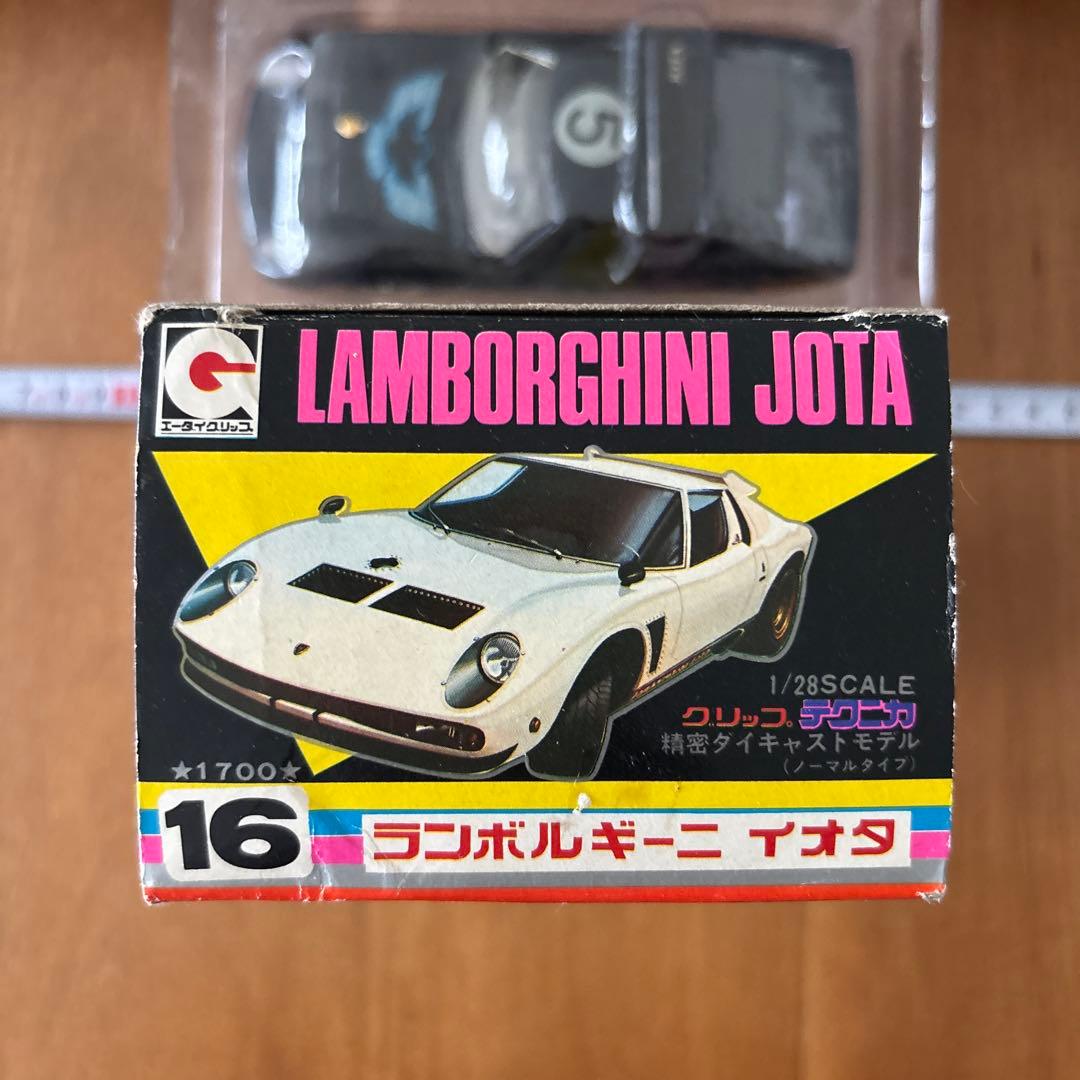 5
LAMBORGHINI JOTA
エータイグリップ
1/28SCALE
グリップ テクニカ
精密ダイキャストモデル
(ノーマルタイプ)
★1700★
16
ランボルギーニ イオタ